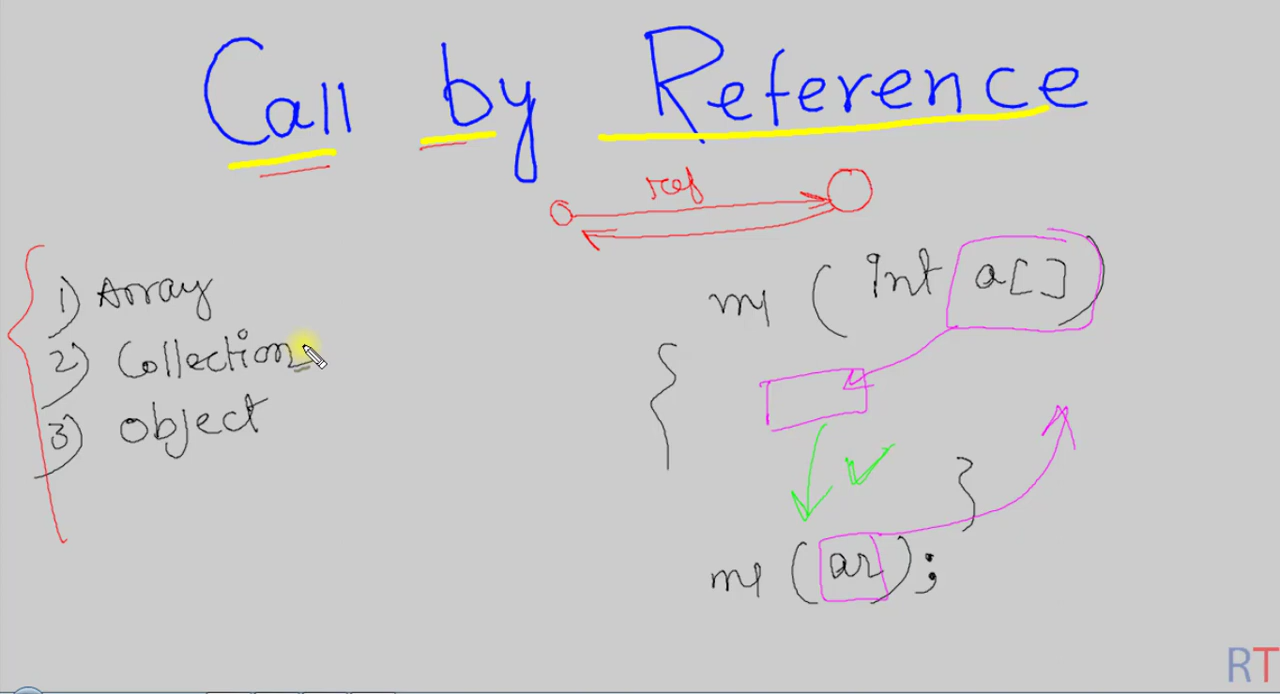 Call by Reference
ref
1) Array
2) Collection
3) Object
m1 ( int a[] )
{
}
m1 ( ar ) ;
RT